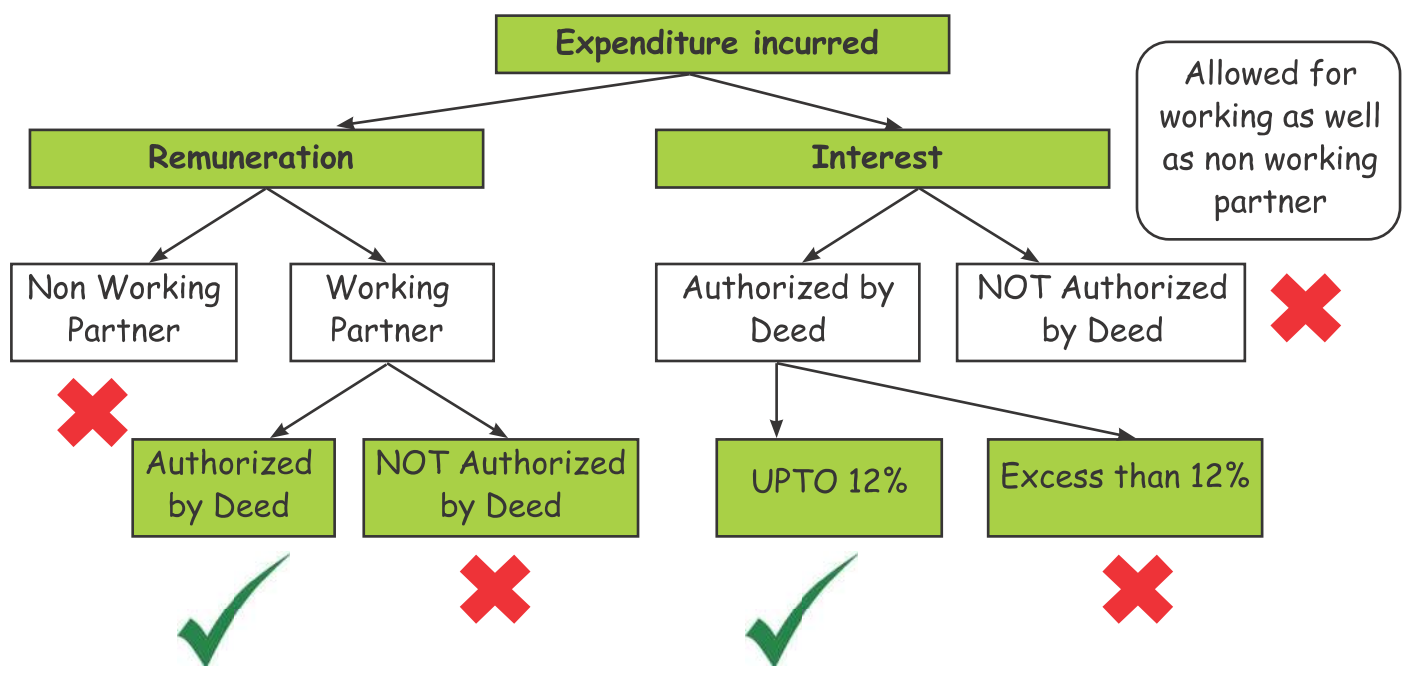 Expenditure incurred
Allowed for
working as well
as non working
partner
Remuneration
Interest
Non Working
Partner
Working
Partner
Authorized by
Deed
NOT Authorized
by Deed
Authorized
by Deed
NOT Authorized
by Deed
UPTO 12%
Excess than 12%